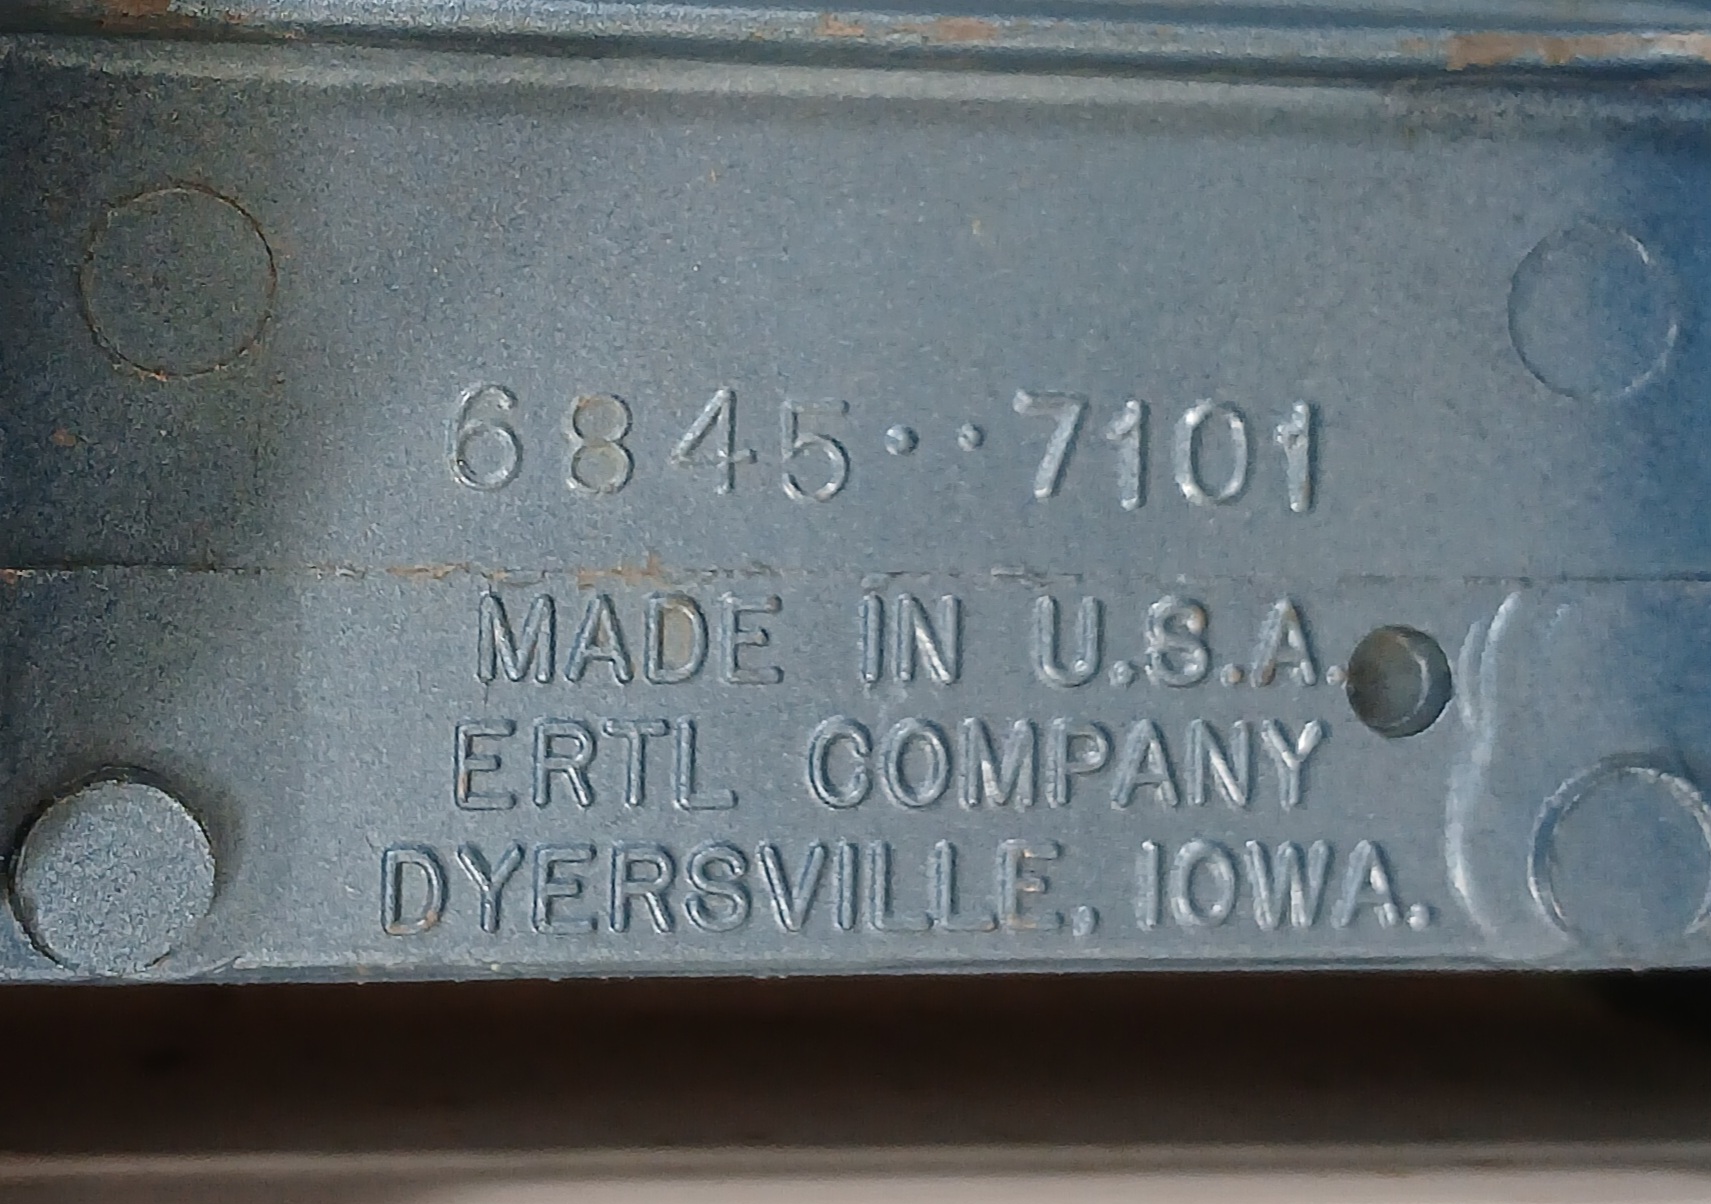 6845··7101
MADE IN U.S.A.
ERTL COMPANY
DYERSVILLE, IOWA.